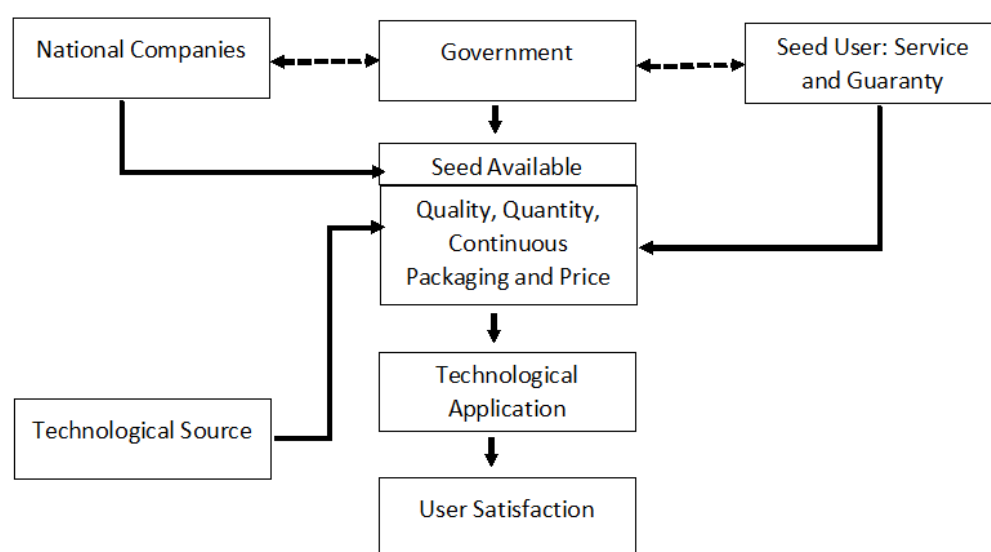 National Companies
Government
Seed User: Service
and Guaranty
Seed Available
Quality, Quantity,
Continuous
Packaging and Price
Technological
Application
Technological Source
User Satisfaction